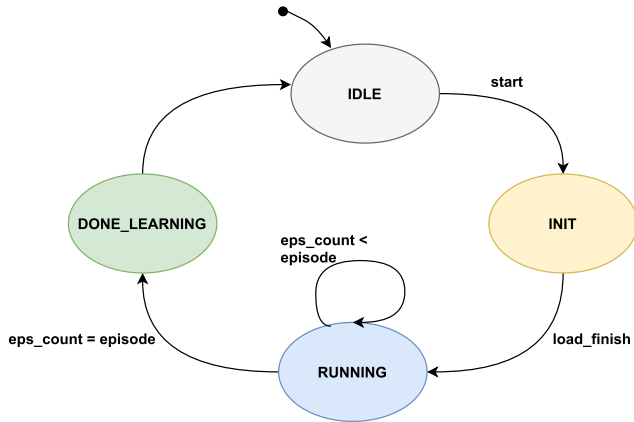 IDLE
start
DONE_LEARNING
INIT
eps_count <
episode
eps_count = episode
load_finish
RUNNING